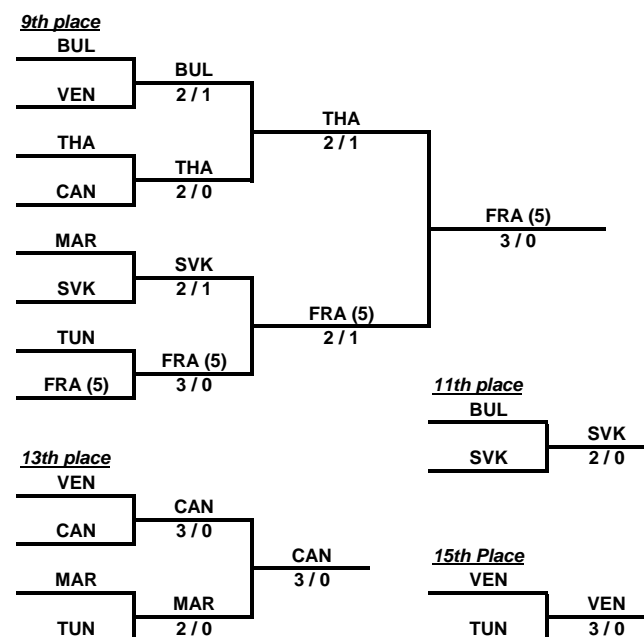 9th place
BUL
BUL
2 / 1
VEN
THA
2 / 1
THA
THA
2 / 0
CAN
FRA (5)
3 / 0
MAR
SVK
2 / 1
SVK
FRA (5)
2 / 1
TUN
FRA (5)
3 / 0
FRA (5)
11th place
BUL
SVK
2 / 0
SVK
13th place
VEN
CAN
3 / 0
CAN
CAN
3 / 0
MAR
MAR
2 / 0
TUN
15th Place
VEN
VEN
3 / 0
TUN